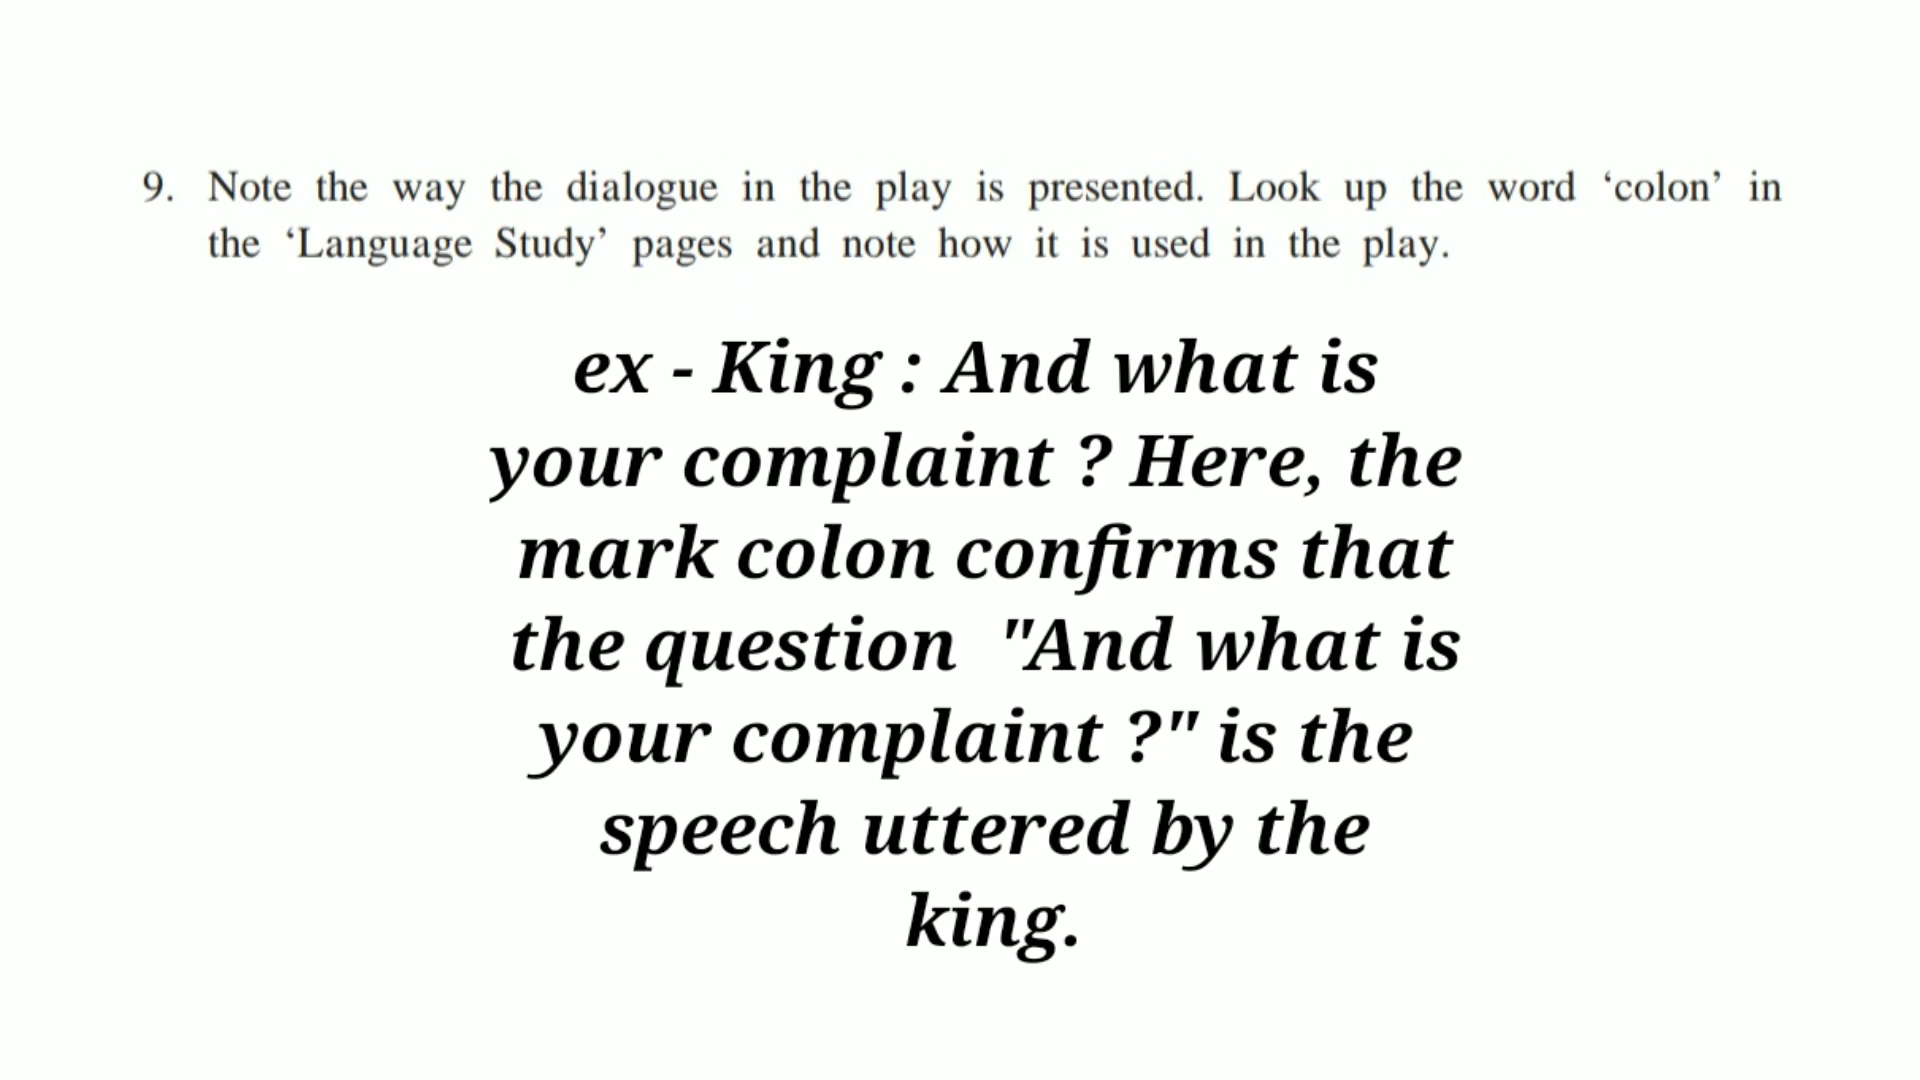 9. Note the way the dialogue in the play is presented. Look up the word ‘colon’ in
the ‘Language Study’ pages and note how it is used in the play.
ex - King : And what is
your complaint ? Here, the
mark colon confirms that
the question "And what is
your complaint ?" is the
speech uttered by the
king.